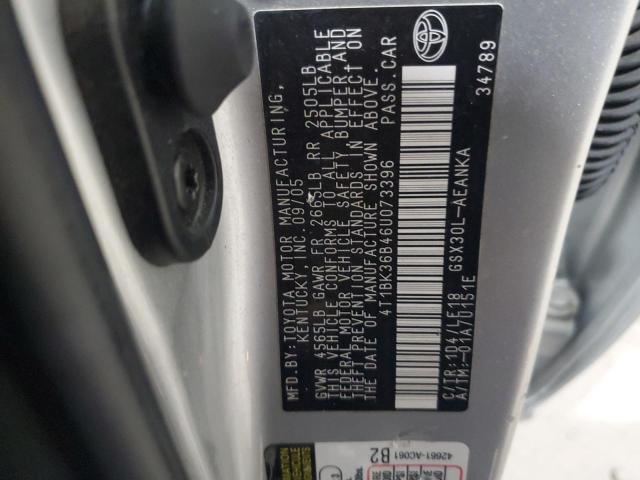 MFD. BY: TOYOTA MOTOR MANUFACTURING,
KENTUCKY, INC. 09/05
GVWR 4565LB GAWR FR 2665LB RR 2505LB
THIS VEHICLE CONFORMS TO ALL APPLICABLE
FEDERAL MOTOR VEHICLE SAFETY, BUMPER, AND
THEFT PREVENTION STANDARDS IN EFFECT ON
THE DATE OF MANUFACTURE SHOWN ABOVE.
4T1BK36B46U073396 PASS.CAR
C/TR: 1D4/FE18 GSX30L-AEANKA
A/TM:-01A/U151E 34789
42661-AC061
B2